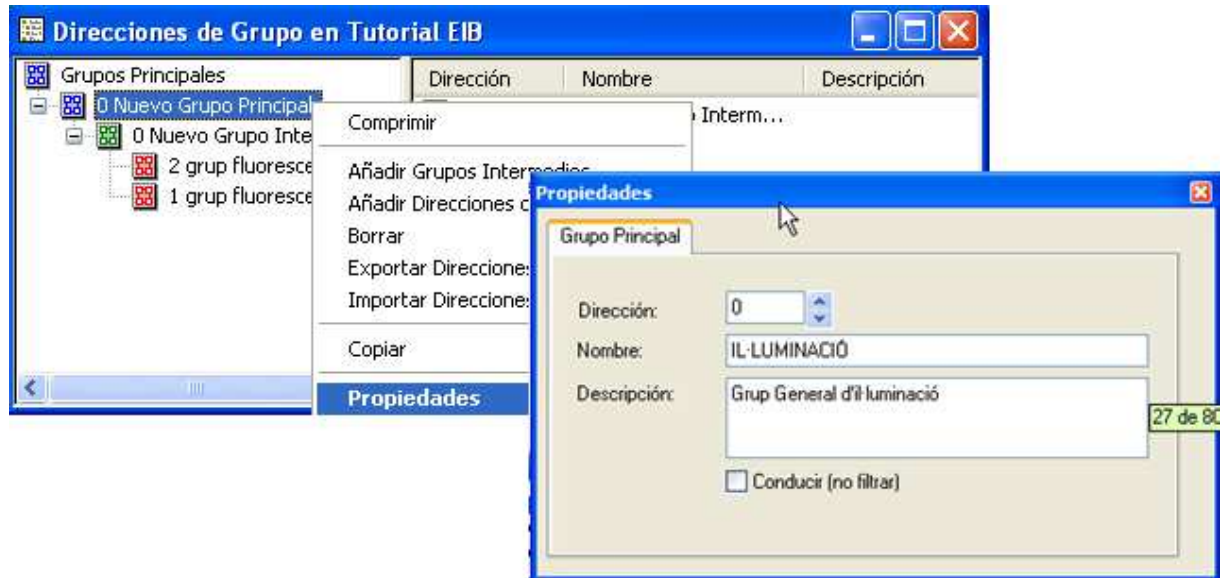 Direcciones de Grupo en Tutorial EIB
Grupos Principales
0 Nuevo Grupo Principal
0 Nuevo Grupo Inte
2 grup fluoresce
1 grup fluoresce
Dirección Nombre Descripción
Interm...
Comprimir
Añadir Grupos Intermedios
Añadir Direcciones
Borrar
Exportar Direcciones
Importar Direcciones
Copiar
Propiedades
Propiedades
Grupo Principal
Dirección: 0
Nombre: IL·LUMINACIÓ
Descripción: Grup General d'il·luminació
27 de 80
Conducir (no filtrar)